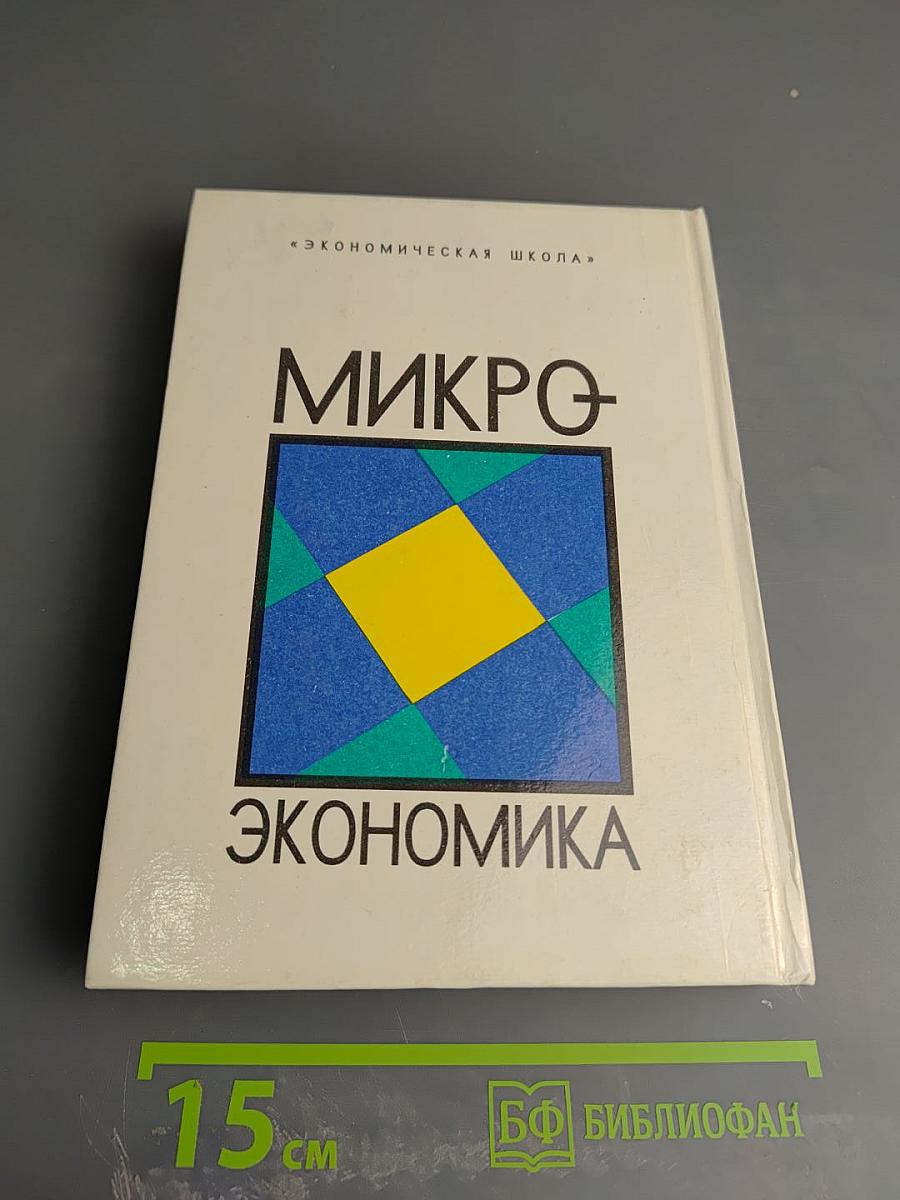 «ЭКОНОМИЧЕСКАЯ ШКОЛА»
МИКРО-
ЭКОНОМИКА
15 см
БФ БИБЛИОФАН